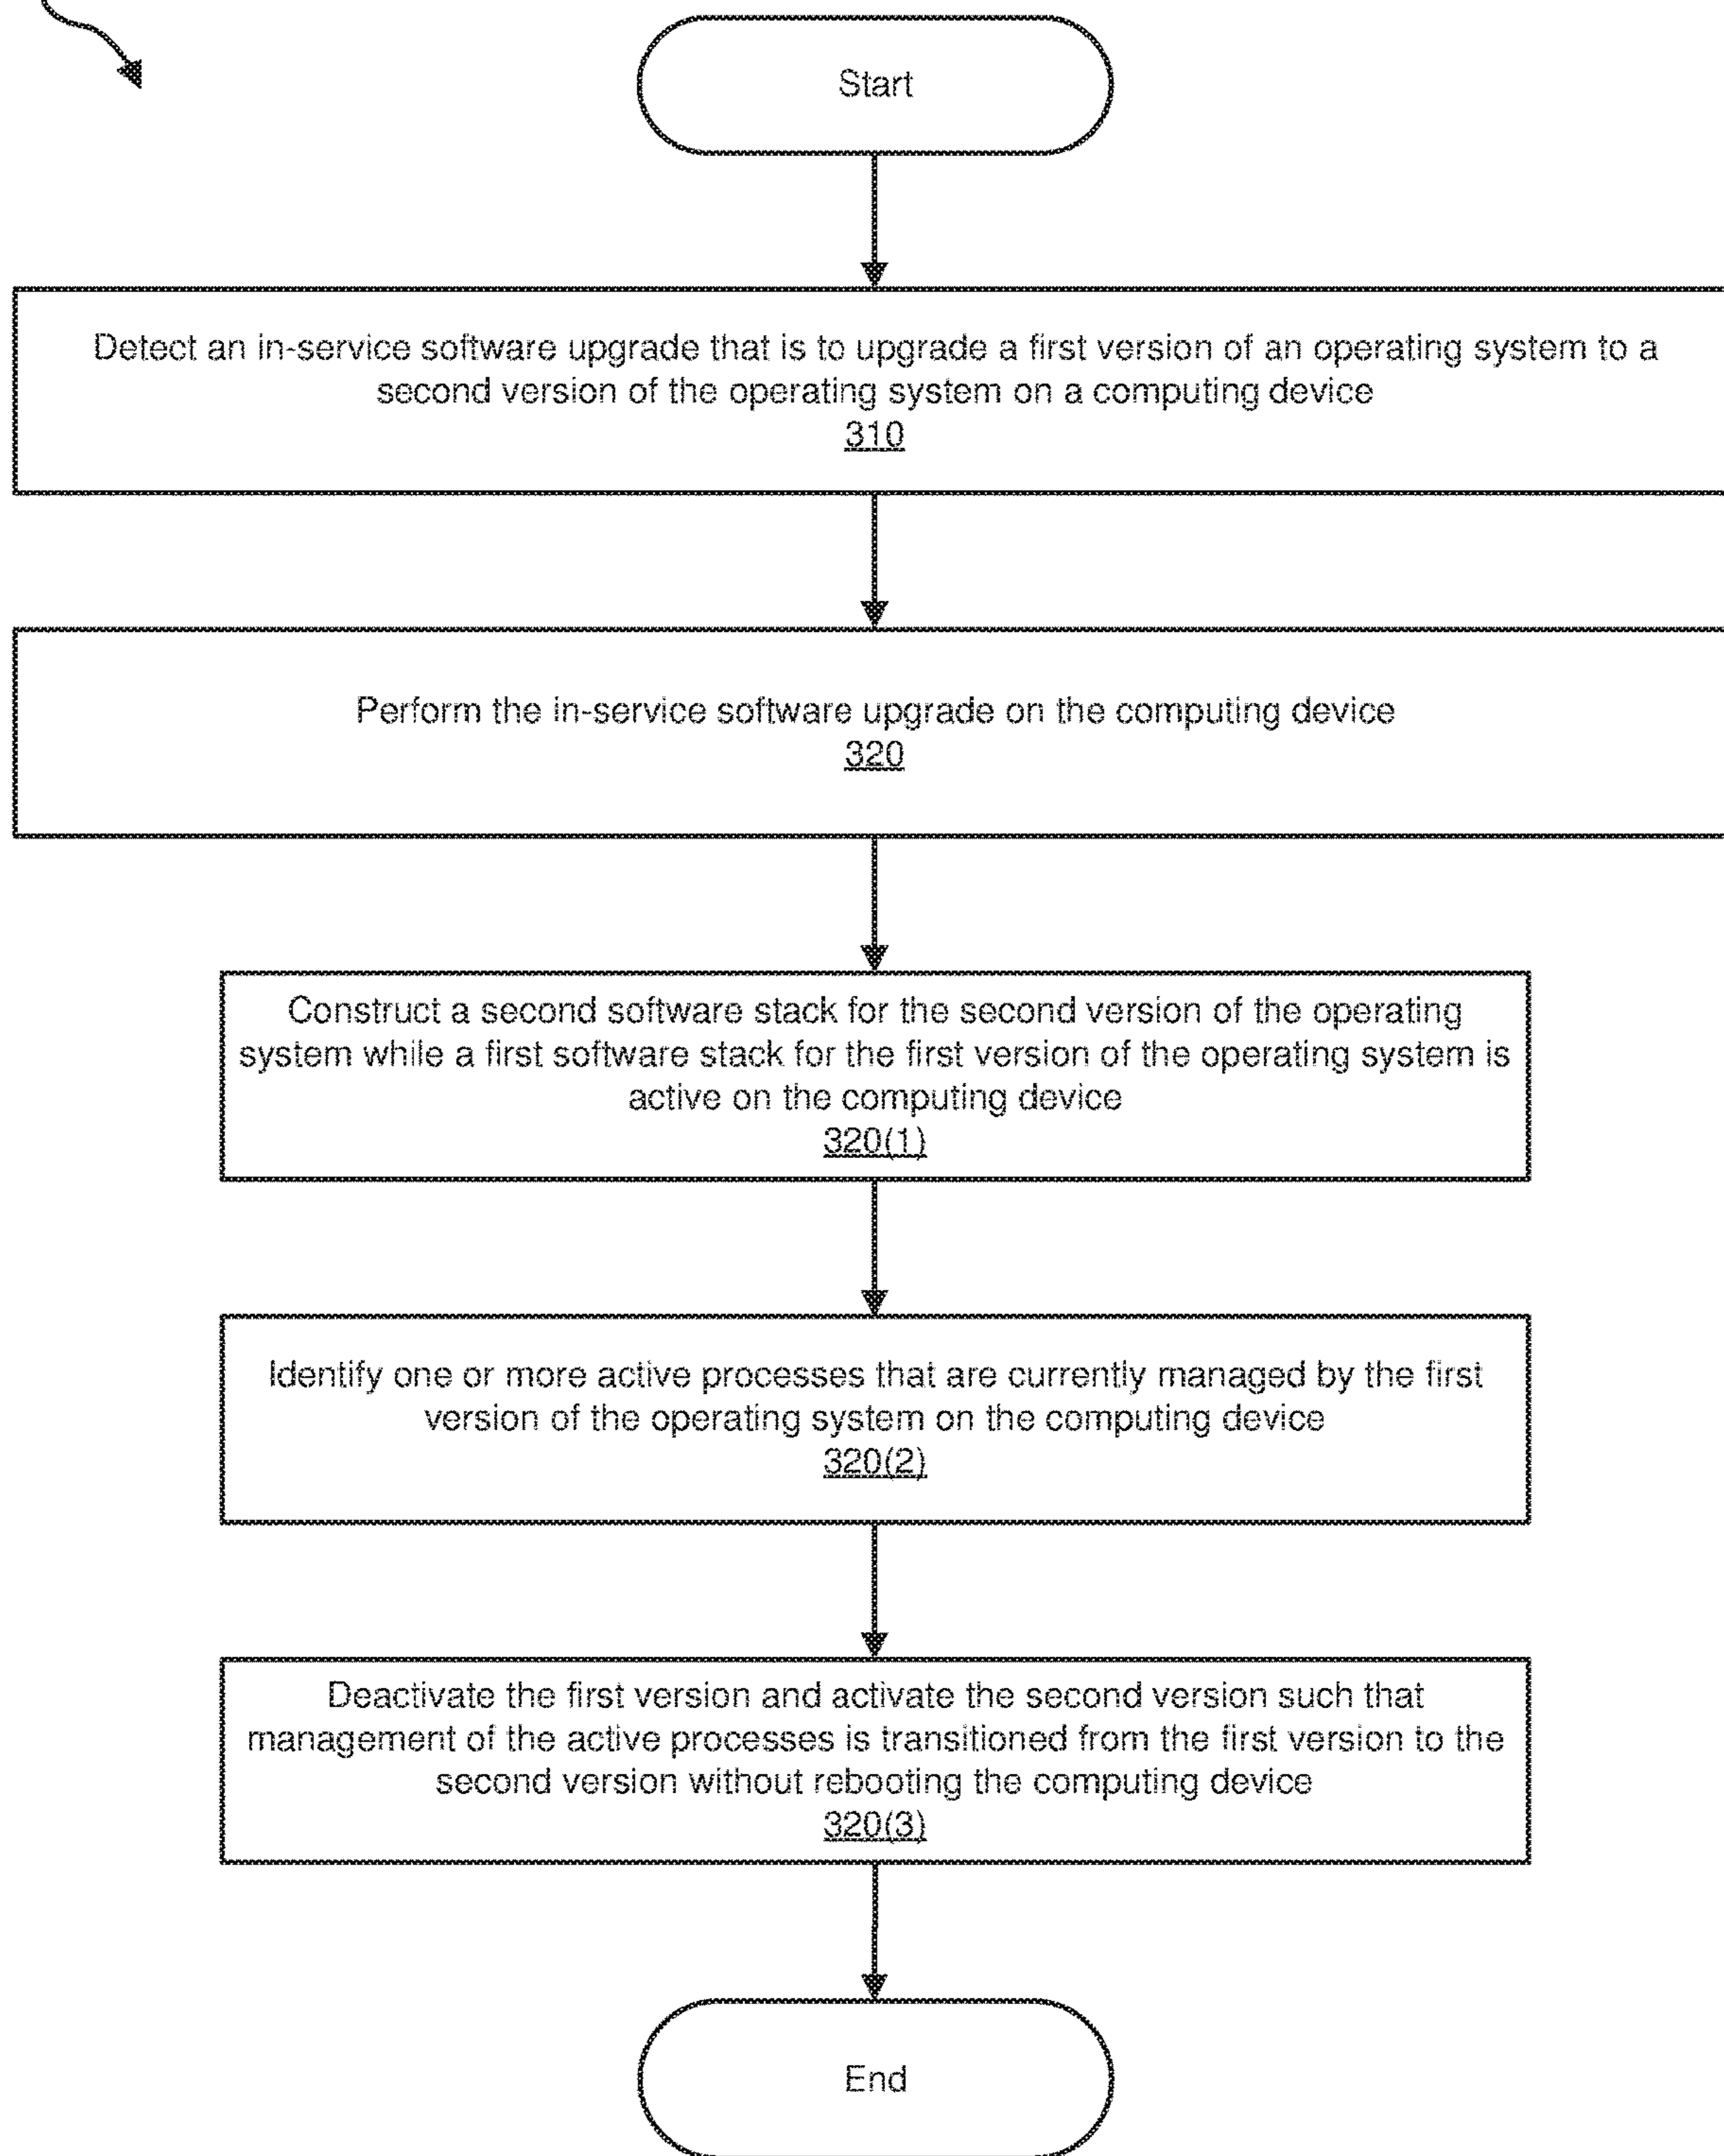 Start
Detect an in-service software upgrade that is to upgrade a first version of an operating system to a
second version of the operating system on a computing device
310
Perform the in-service software upgrade on the computing device
320
Construct a second software stack for the second version of the operating
system while a first software stack for the first version of the operating system is
active on the computing device
320(1)
Identify one or more active processes that are currently managed by the first
version of the operating system on the computing device
320(2)
Deactivate the first version and activate the second version such that
management of the active processes is transitioned from the first version to the
second version without rebooting the computing device
320(3)
End